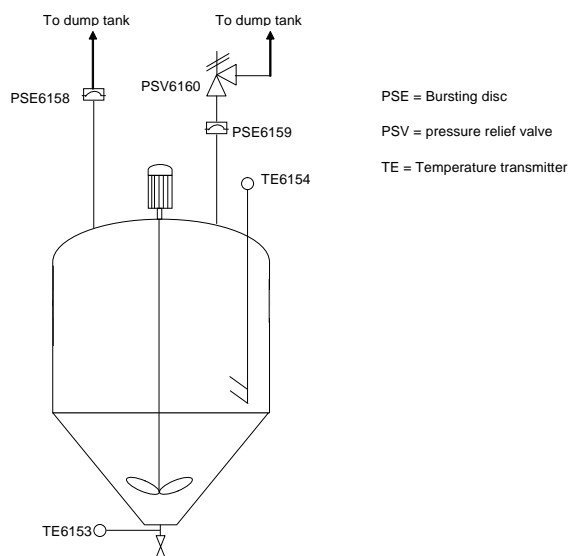 To dump tank
To dump tank
PSE6158
PSV6160
PSE6159
TE6154
TE6153
PSE = Bursting disc
PSV = pressure relief valve
TE = Temperature transmitter